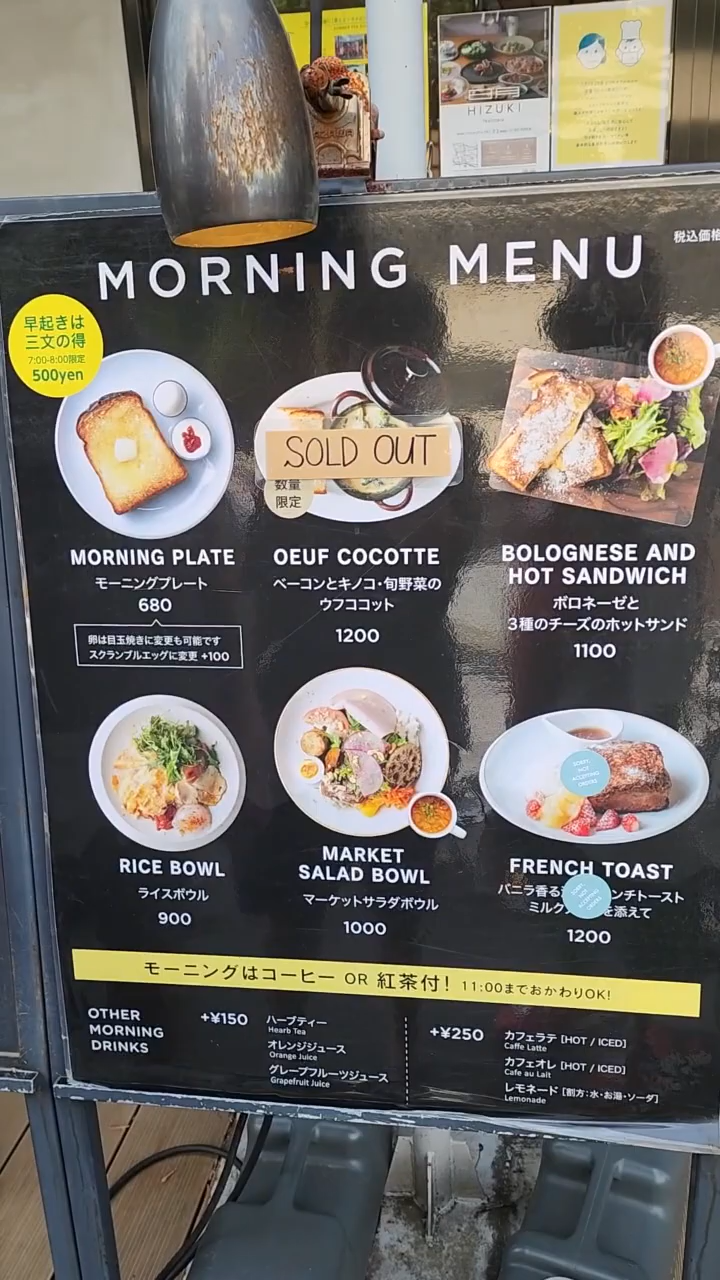 HIZUKI
税込価格
MORNING MENU
早起きは
三文の得
7:00-8:00限定
500yen
SOLD OUT
数量
限定
MORNING PLATE
モーニングプレート
680
卵は目玉焼きに変更も可能です
スクランブルエッグに変更 +100
OEUF COCOTTE
ベーコンとキノコ・旬野菜の
ウフココット
1200
BOLOGNESE AND
HOT SANDWICH
ボロネーゼと
3種のチーズのホットサンド
1100
RICE BOWL
ライスボウル
900
MARKET
SALAD BOWL
マーケットサラダボウル
1000
SORRY,
NOT
ACCEPTING
ORDERS
FRENCH TOAST
バニラ香る
ンチトースト
ミルク
を添えて
SORRY,
NOT
ACCEPTING
ORDERS
1200
モーニングはコーヒー OR 紅茶付! 11:00までおかわりOK!
OTHER
MORNING
DRINKS
+¥150
ハーブティー
Hearb Tea
オレンジジュース
Orange Juice
グレープフルーツジュース
Grapefruit Juice
+¥250
カフェラテ [HOT / ICED]
Caffe Latte
カフェオレ [HOT / ICED]
Cafe au Lait
レモネード [割方:水・お湯・ソーダ]
Lemonade